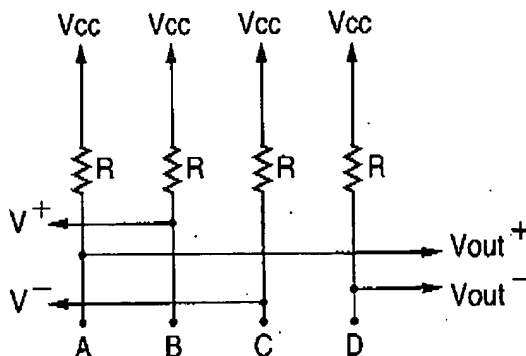 Vcc Vcc Vcc Vcc
R R R R
V+
Vout+
V− Vout−
A B C D